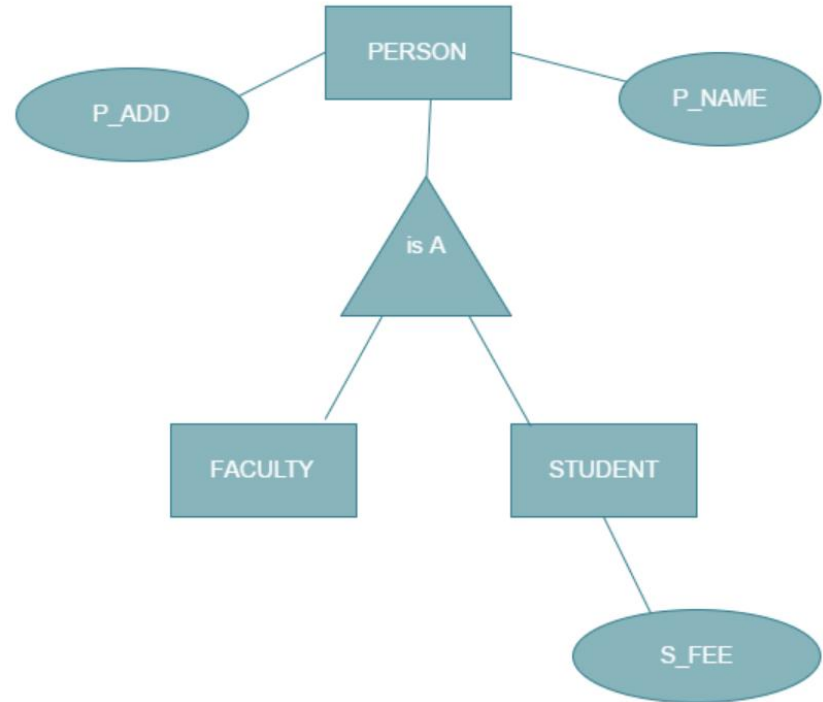 PERSON
P_ADD
P_NAME
is A
FACULTY
STUDENT
S_FEE